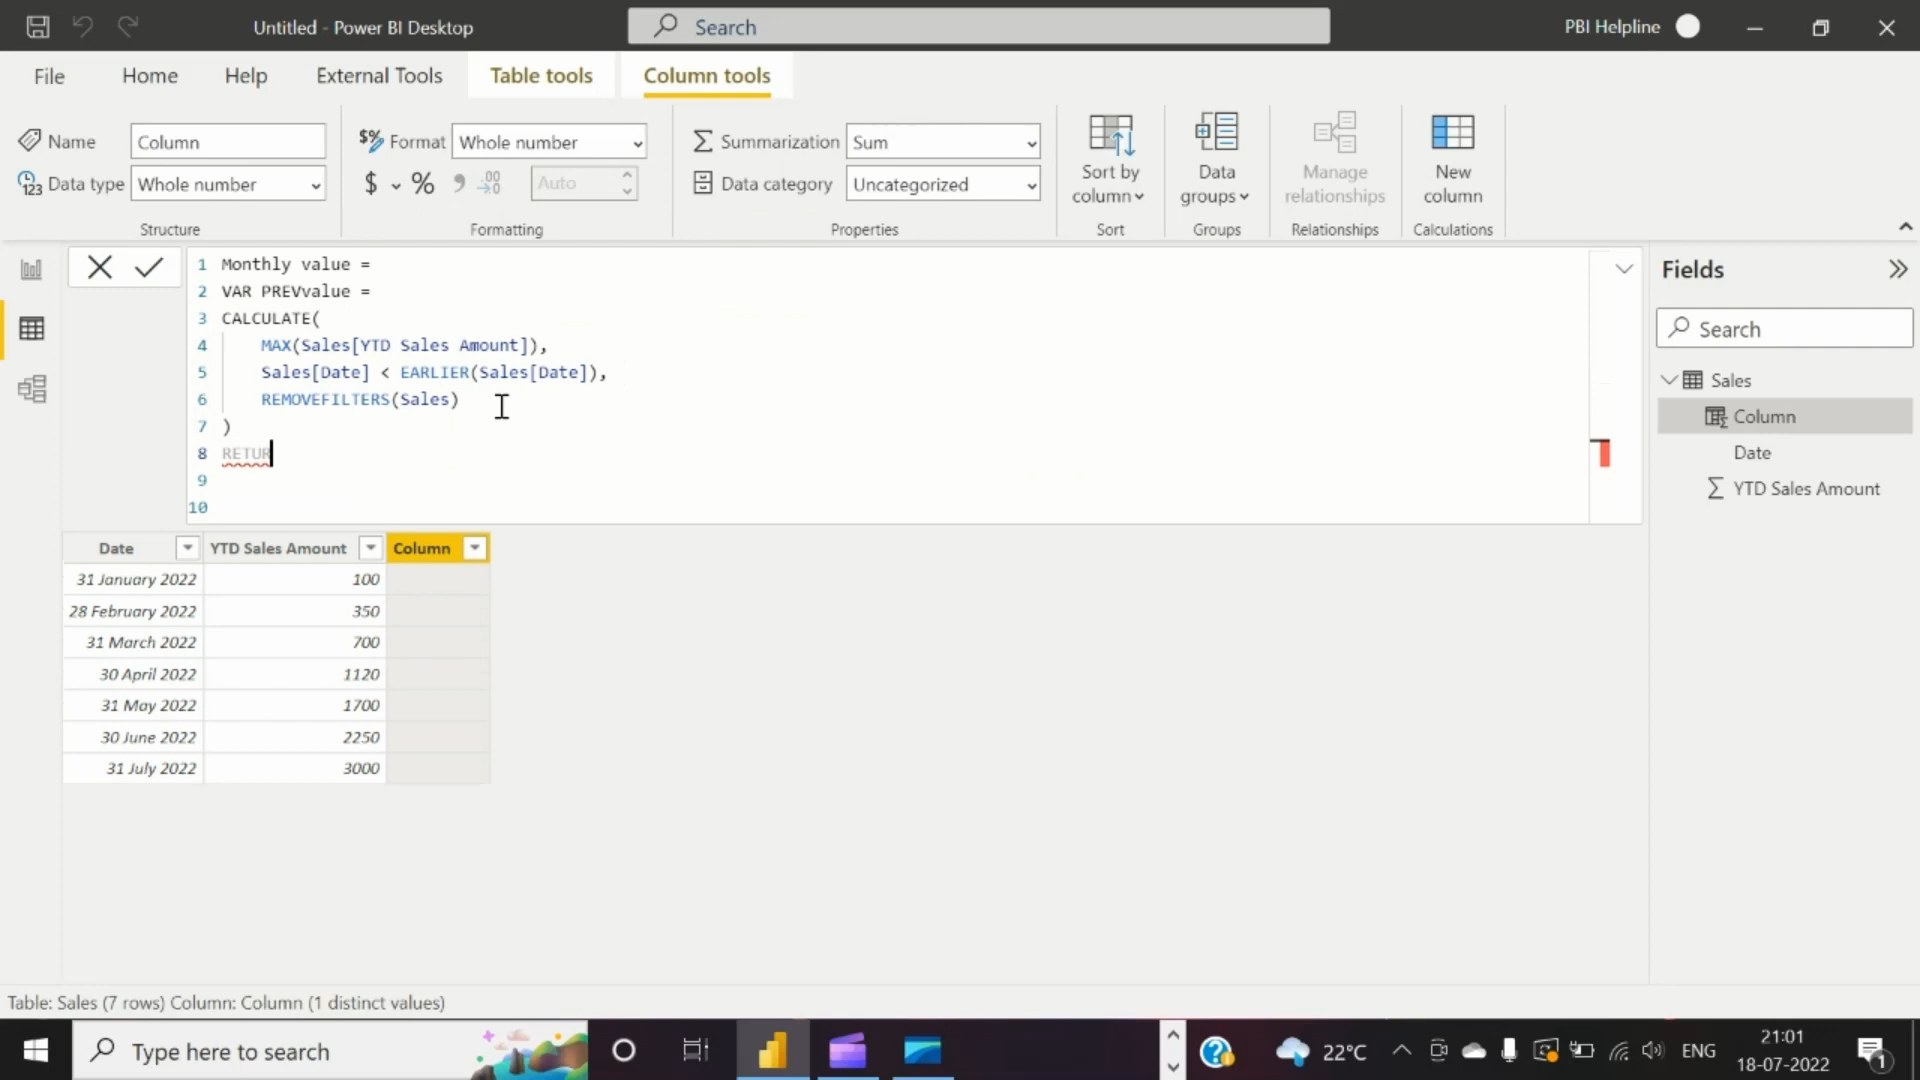 Untitled - Power BI Desktop
Search
PBI Helpline
File
Home
Help
External Tools
Table tools
Column tools
Name
Column
Format
Whole number
Summarization
Sum
Sort by
column
Data
groups
Manage
relationships
New
column
Data type
Whole number
$
%
Auto
Data category
Uncategorized
Structure
Formatting
Properties
Sort
Groups
Relationships
Calculations
1 Monthly value =
2 VAR PREVvalue =
3 CALCULATE(
4 MAX(Sales[YTD Sales Amount]),
5 Sales[Date] < EARLIER(Sales[Date]),
6 REMOVEFILTERS(Sales)
7 )
8 RETUR
9
10
Fields
Search
Sales
Column
Date
YTD Sales Amount
Date YTD Sales Amount Column
31 January 2022 100
28 February 2022 350
31 March 2022 700
30 April 2022 1120
31 May 2022 1700
30 June 2022 2250
31 July 2022 3000
Table: Sales (7 rows) Column: Column (1 distinct values)
Type here to search
22°C
ENG
21:01
18-07-2022
1